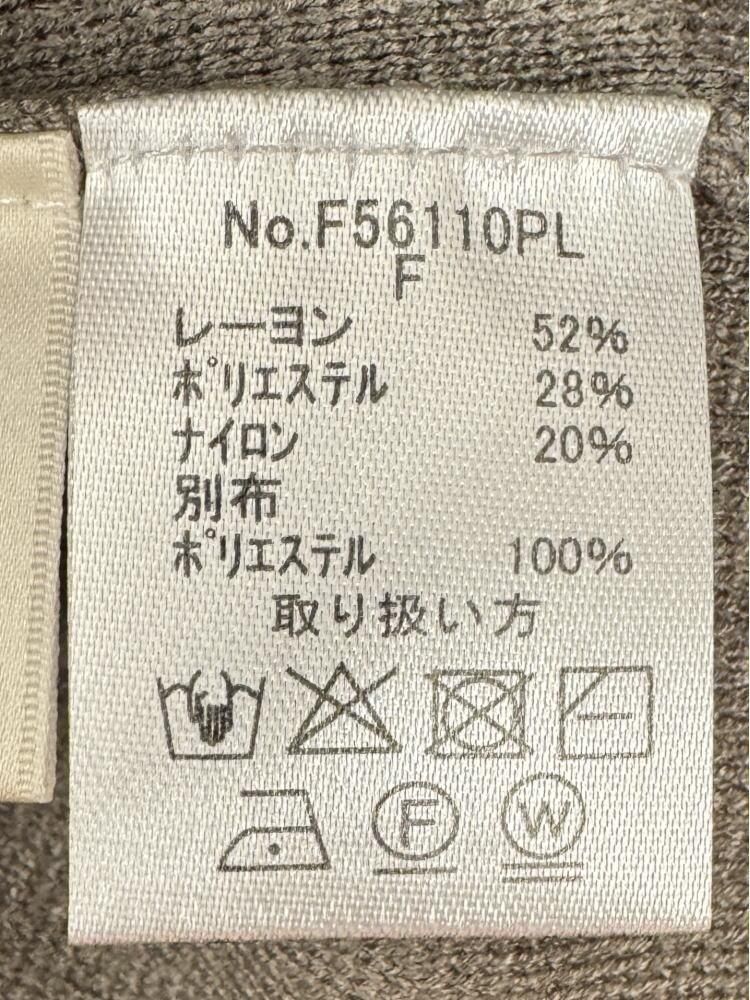 No.F56110PL
F
レーヨン 52%
ポリエステル 28%
ナイロン 20%
別布
ポリエステル 100%
取り扱い方
F W